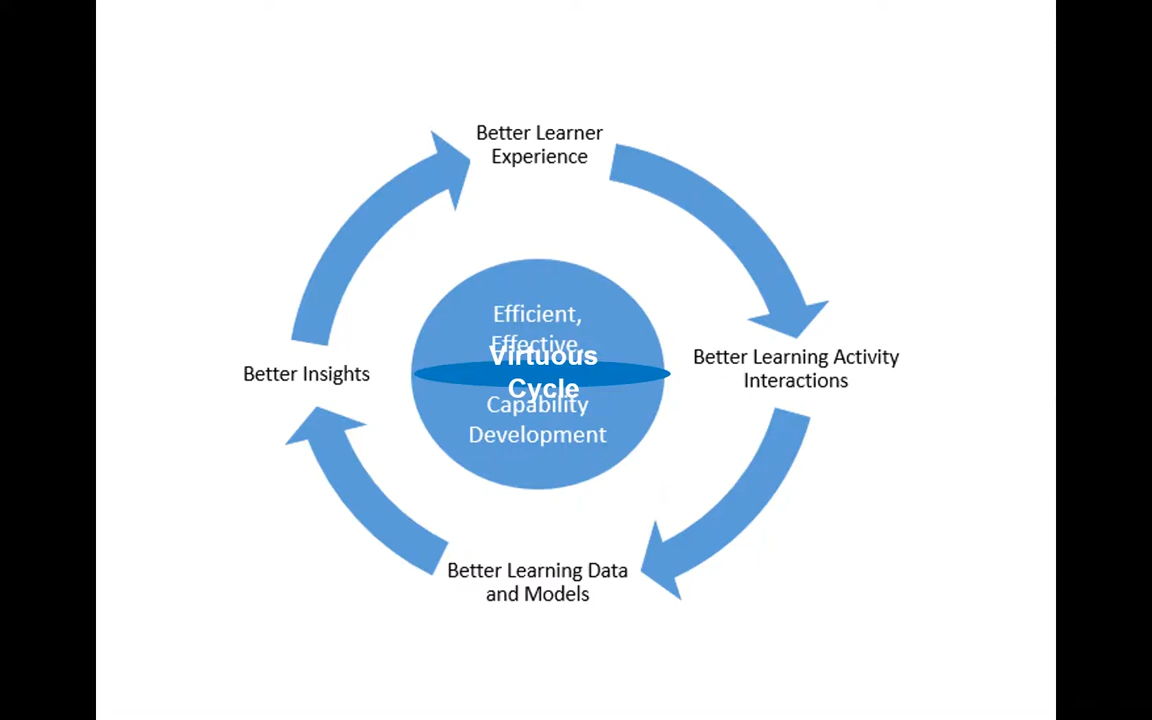 Better Learner
Experience
Efficient,
Effective,
Virtuous
Cycle
Capability
Development
Better Insights
Better Learning Activity
Interactions
Better Learning Data
and Models